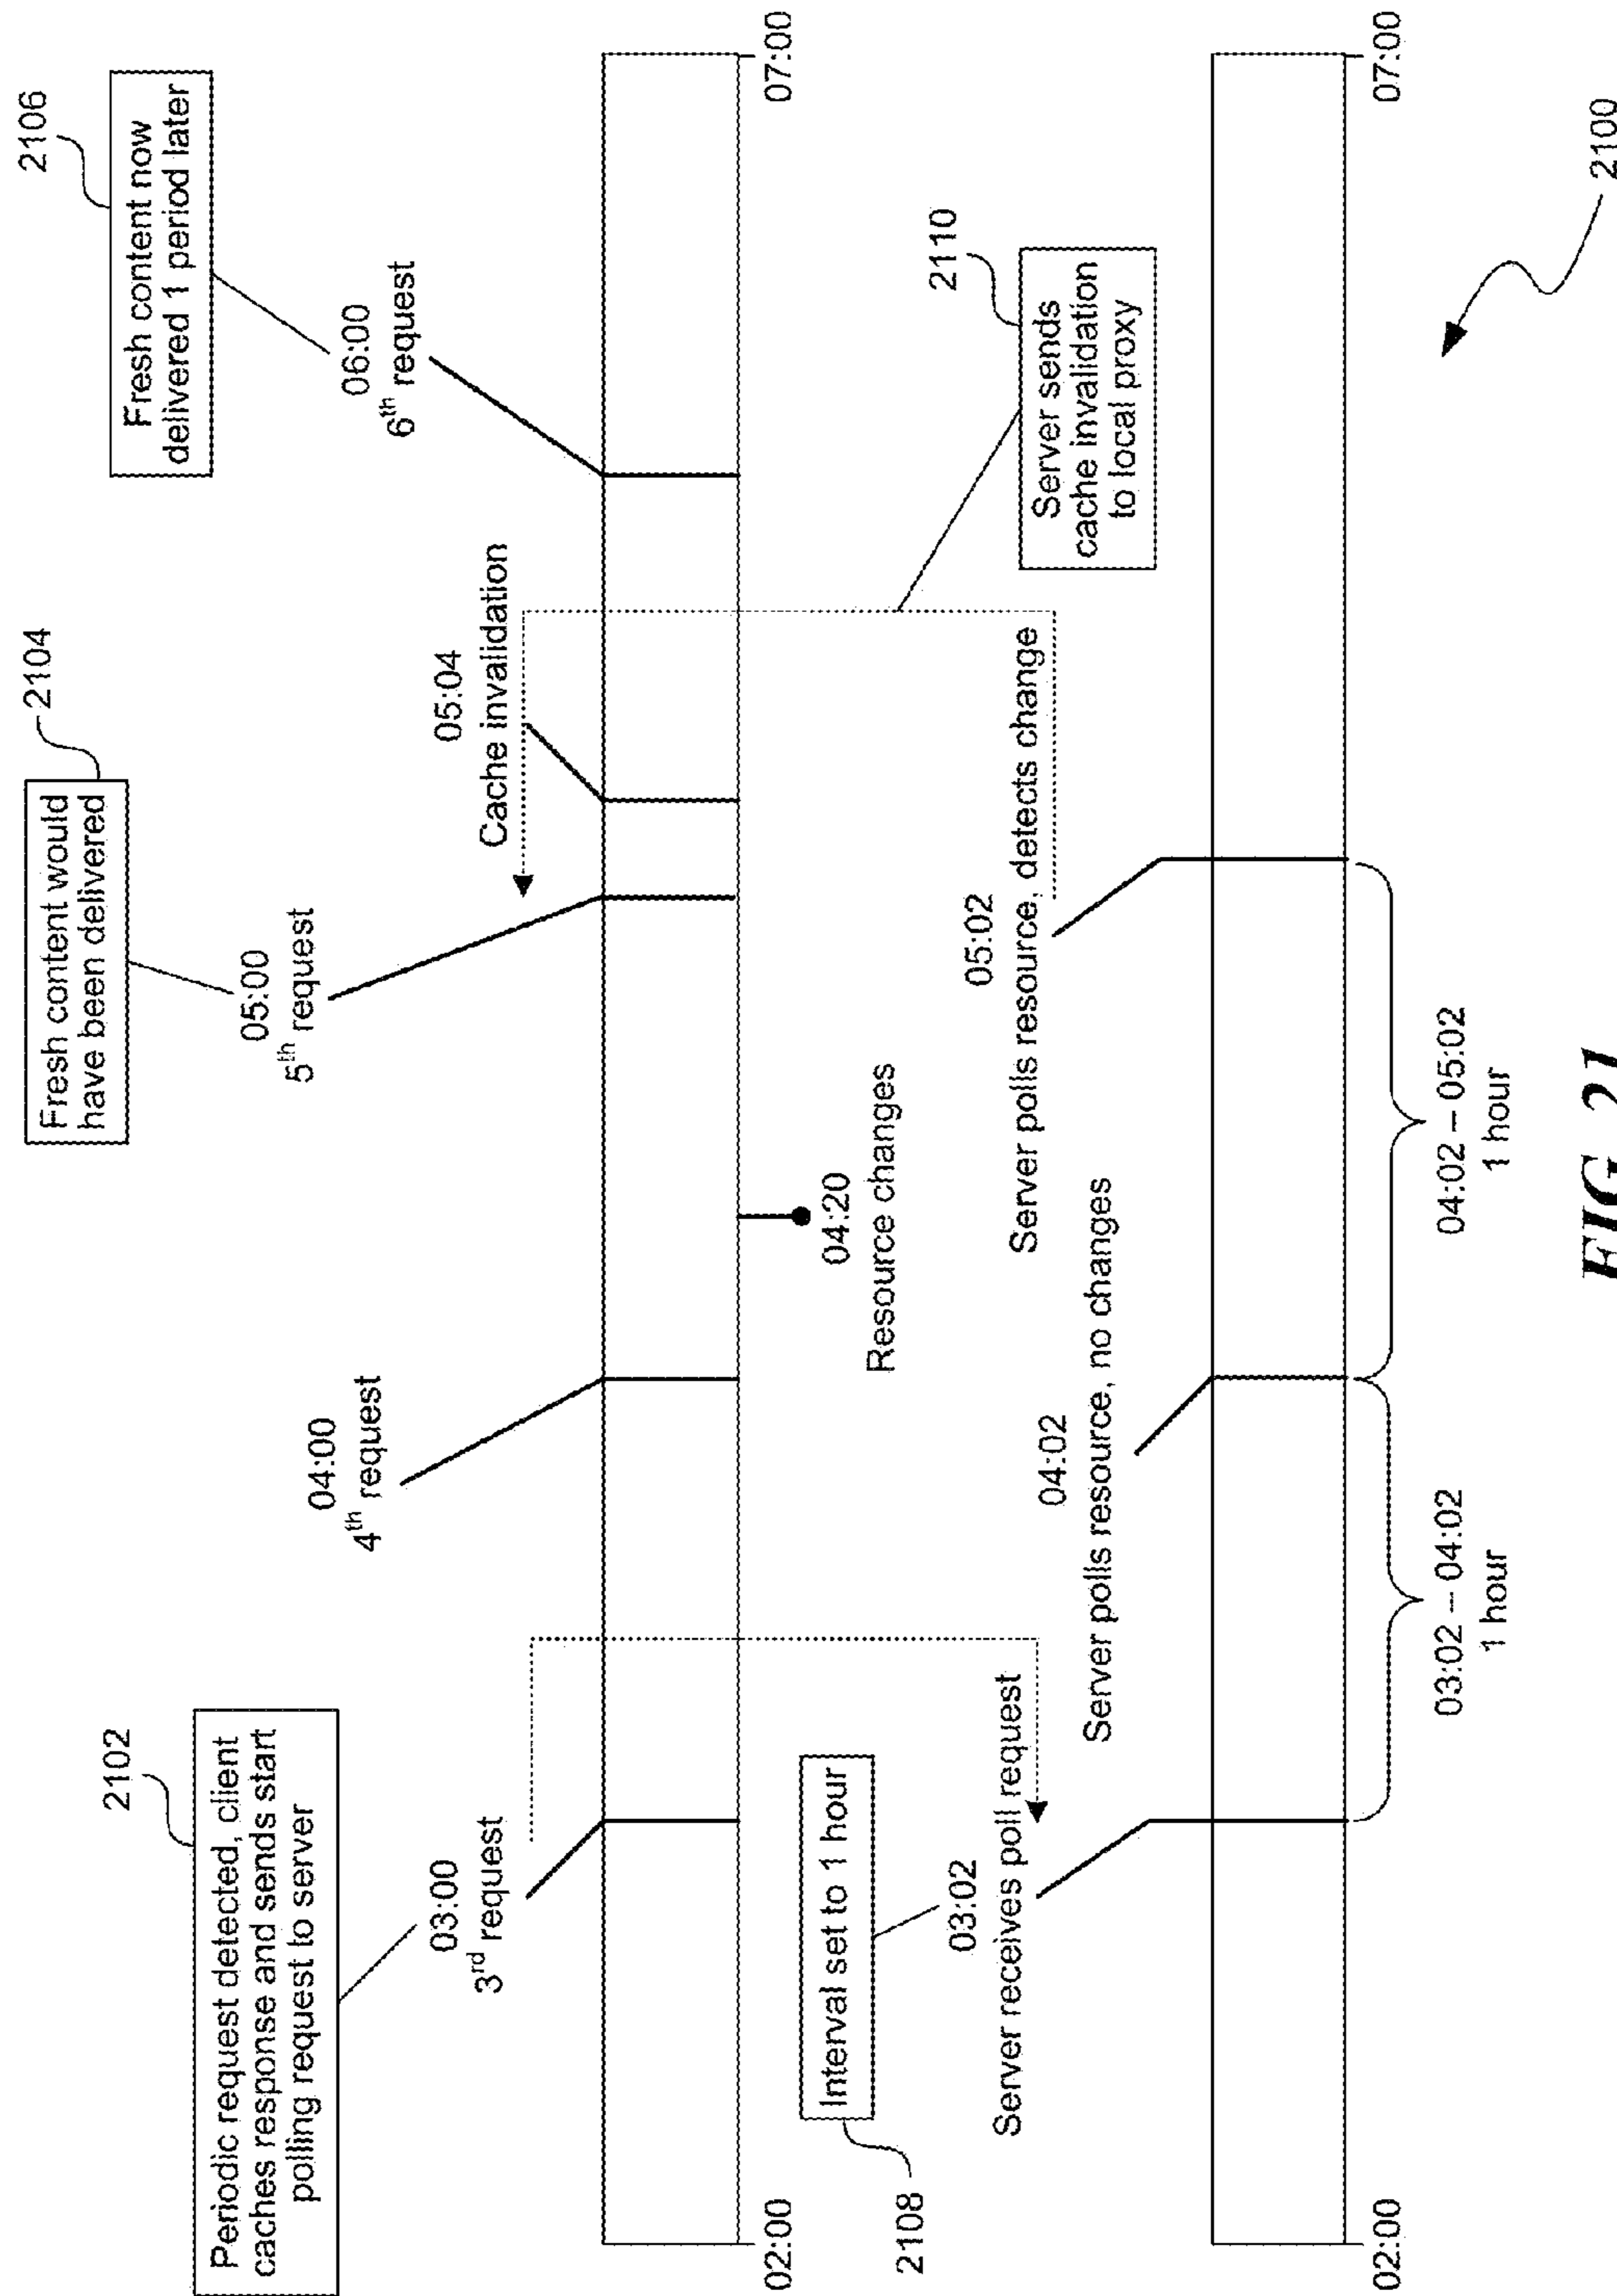 2102
Periodic request detected, client
caches response and sends start
polling request to server
2104
Fresh content would
have been delivered
2106
Fresh content now
delivered 1 period later
03:00
3rd request
04:00
4th request
05:00
5th request
05:04
Cache invalidation
06:00
6th request
02:00
07:00
04:20
Resource changes
2108
Interval set to 1 hour
2110
Server sends
cache invalidation
to local proxy
03:02
Server receives poll request
04:02
Server polls resource, no changes
05:02
Server polls resource, detects change
02:00
07:00
03:02 – 04:02
1 hour
04:02 – 05:02
1 hour
2100
FIG. 21